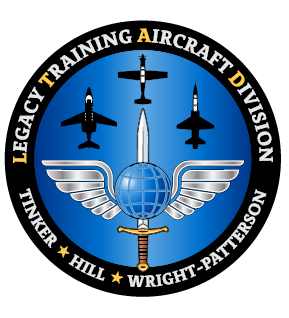 LEGACY TRAINING AIRCRAFT DIVISION
TINKER ★ HILL ★ WRIGHT-PATTERSON